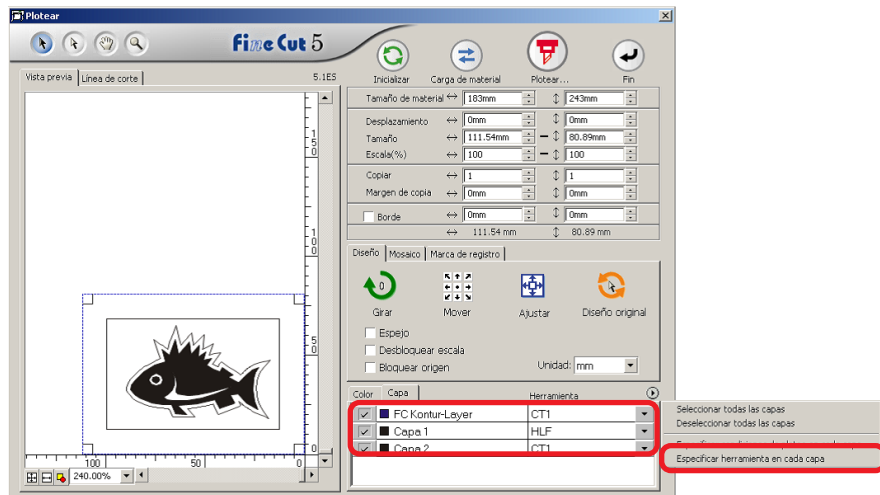 Plotear
FineCut 5
Inicializar Carga de material Plotear... Fin
Vista previa Línea de corte 5.1ES
Tamaño de material 183mm 243mm
Desplazamiento 0mm 0mm
Tamaño 111.54mm 80.89mm
Escala(%) 100 100
Copiar 1 1
Margen de copia 0mm 0mm
Borde 0mm 0mm
111.54 mm 80.89 mm
Diseño Mosaico Marca de registro
0
Girar Mover Ajustar Diseño original
Espejo
Desbloquear escala
Bloquear origen Unidad: mm
Color Capa Herramienta
FC Kontur-Layer CT1
Capa 1 HLF
Capa 2 CT1
Seleccionar todas las capas
Deseleccionar todas las capas
Especificar herramienta en cada capa
150
100
50
0
100 50 0
240.00%